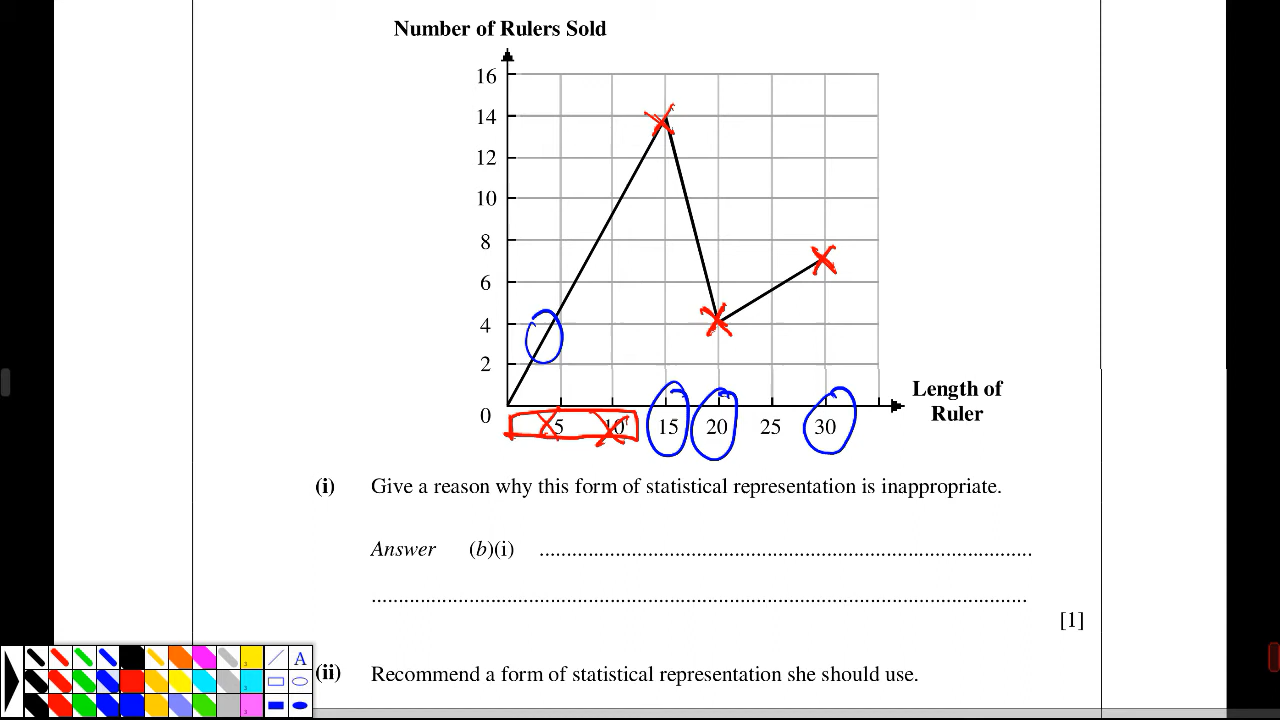 Number of Rulers Sold
16
14
12
10
8
6
4
2
0
5 10 15 20 25 30
Length of
Ruler
(i) Give a reason why this form of statistical representation is inappropriate.
Answer (b)(i) ..........................................................................................
........................................................................................................................
[1]
(ii) Recommend a form of statistical representation she should use.
A